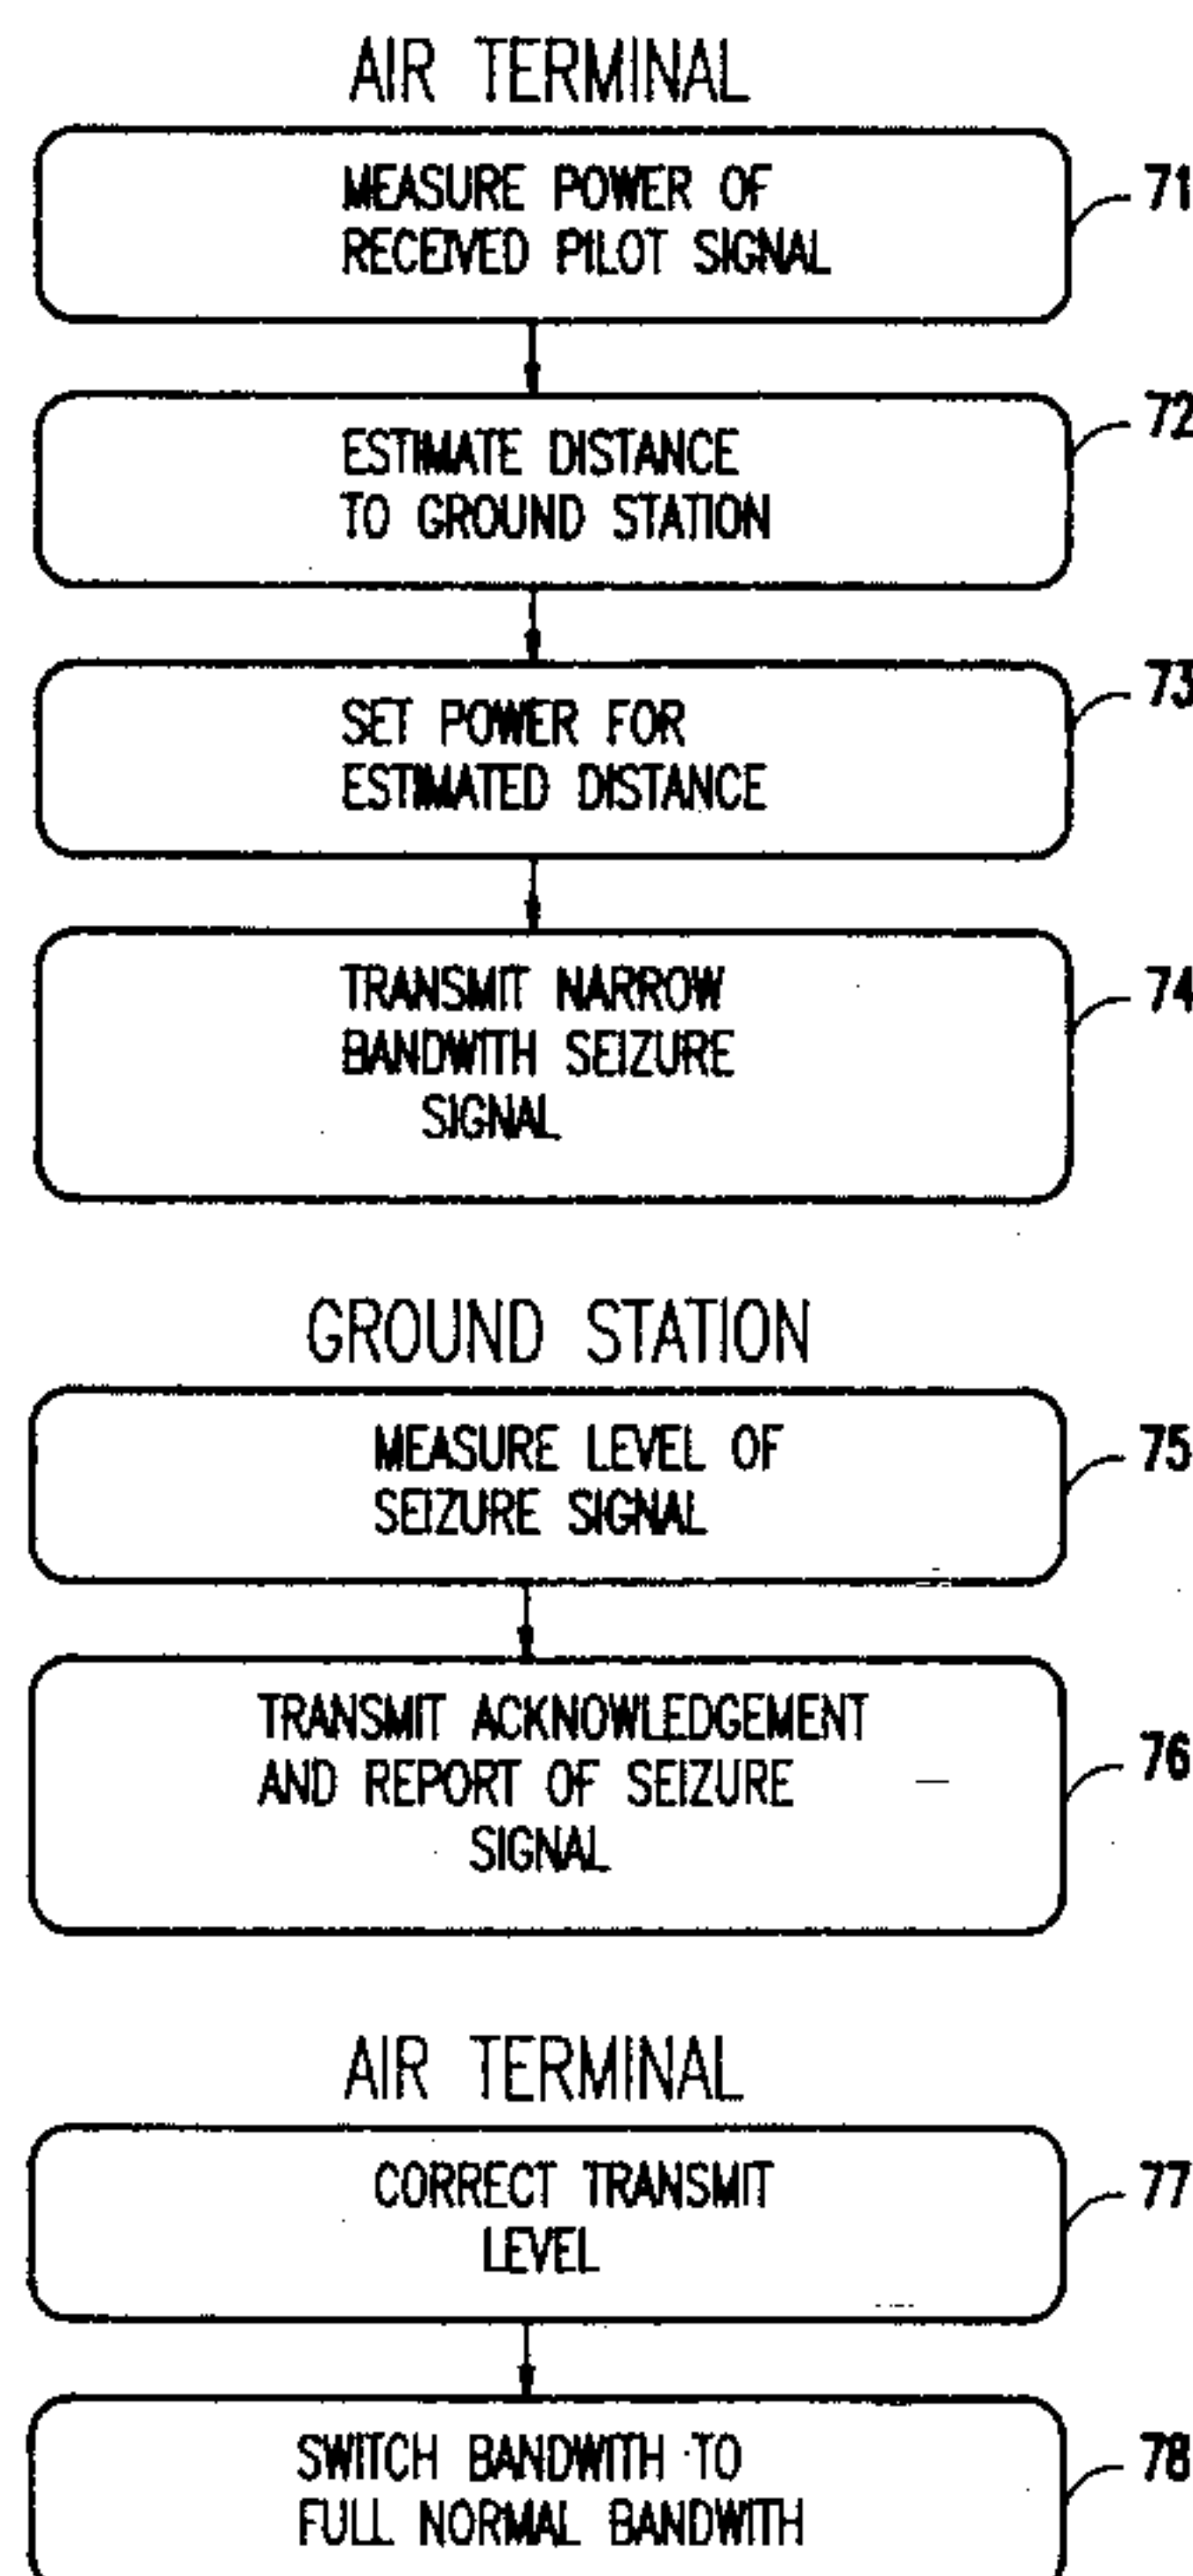 AIR TERMINAL
MEASURE POWER OF
RECEIVED PILOT SIGNAL
71
ESTIMATE DISTANCE
TO GROUND STATION
72
SET POWER FOR
ESTIMATED DISTANCE
73
TRANSMIT NARROW
BANDWITH SEIZURE
SIGNAL
74
GROUND STATION
MEASURE LEVEL OF
SEIZURE SIGNAL
75
TRANSMIT ACKNOWLEDGEMENT
AND REPORT OF SEIZURE
SIGNAL
76
AIR TERMINAL
CORRECT TRANSMIT
LEVEL
77
SWITCH BANDWITH TO
FULL NORMAL BANDWITH
78